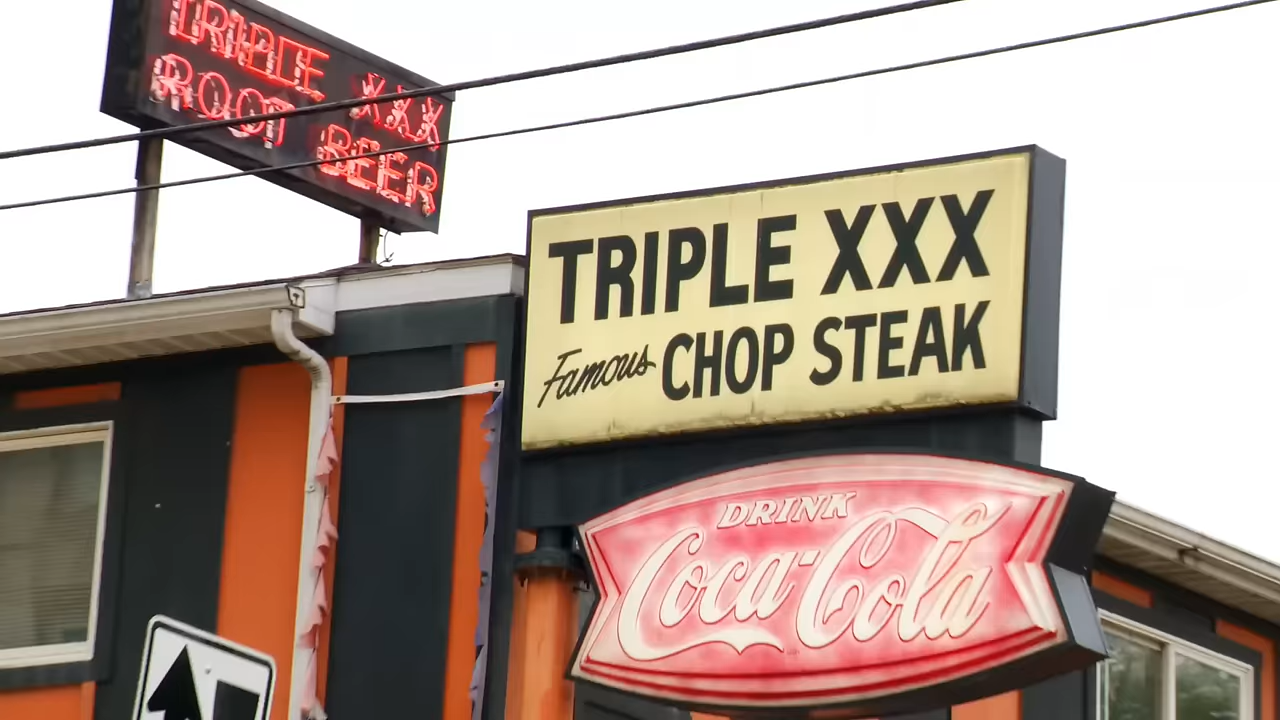 TRIPLE XXX
ROOT BEER
TRIPLE XXX
Famous CHOP STEAK
DRINK
Coca-Cola